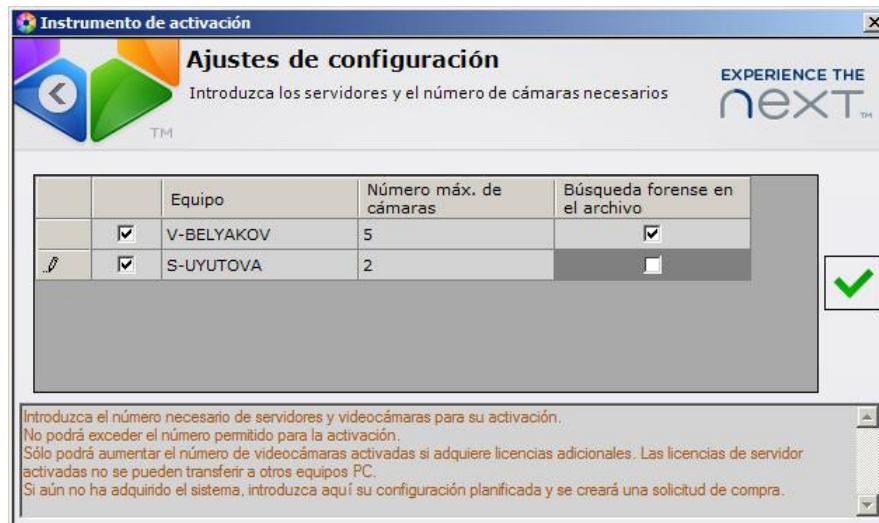 Instrumento de activación
Ajustes de configuración
Introduzca los servidores y el número de cámaras necesarios
EXPERIENCE THE
next TM
TM
Equipo
Número máx. de cámaras
Búsqueda forense en el archivo
V-BELYAKOV 5
S-UYUTOVA 2
Introduzca el número necesario de servidores y videocámaras para su activación.
No podrá exceder el número permitido para la activación.
Sólo podrá aumentar el número de videocámaras activadas si adquiere licencias adicionales. Las licencias de servidor
activadas no se pueden transferir a otros equipos PC.
Si aún no ha adquirido el sistema, introduzca aquí su configuración planificada y se creará una solicitud de compra.